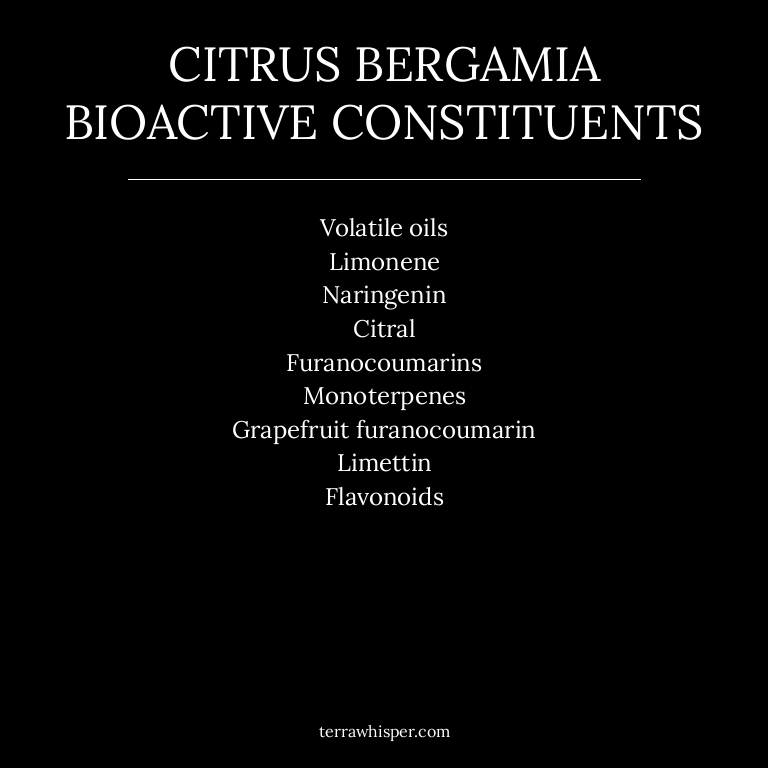 CITRUS BERGAMIA
BIOACTIVE CONSTITUENTS
Volatile oils
Limonene
Naringenin
Citral
Furanocoumarins
Monoterpenes
Grapefruit furanocoumarin
Limettin
Flavonoids
terrawhisper.com